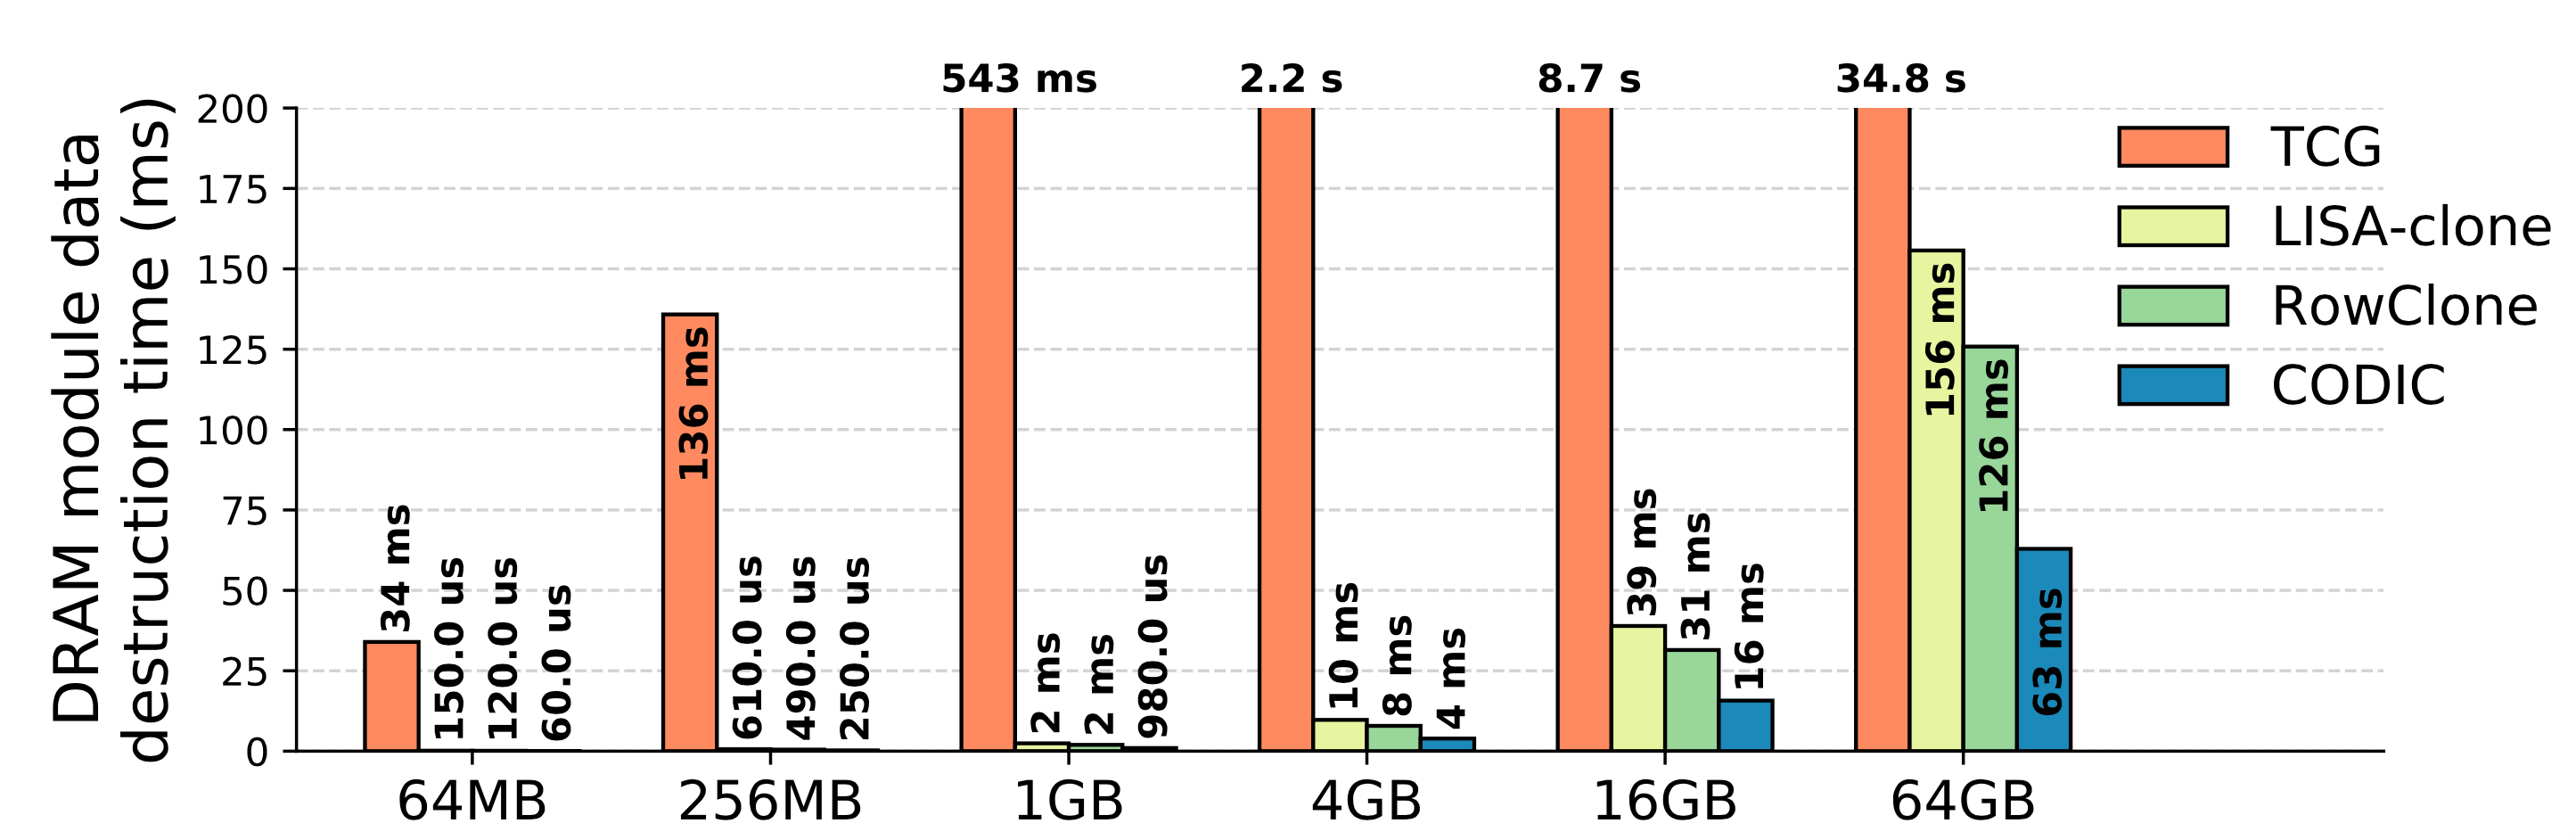 DRAM module data
destruction time (ms)
200
175
150
125
100
75
50
25
0
543 ms
2.2 s
8.7 s
34.8 s
34 ms
150.0 us
120.0 us
60.0 us
136 ms
610.0 us
490.0 us
250.0 us
2 ms
2 ms
980.0 us
10 ms
8 ms
4 ms
39 ms
31 ms
16 ms
156 ms
126 ms
63 ms
64MB
256MB
1GB
4GB
16GB
64GB
TCG
LISA-clone
RowClone
CODIC